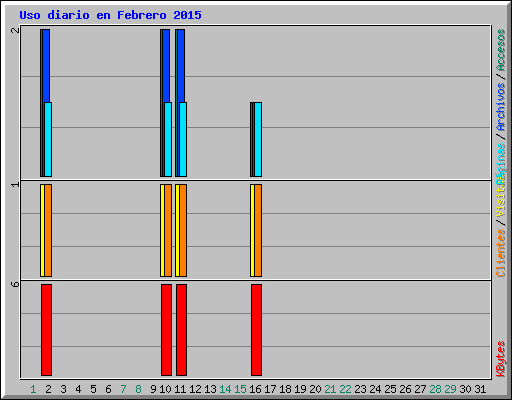 Uso diario en Febrero 2015
2
1
6
Clientes / Visitas
Páginas / Archivos / Accesos
KBytes
1 2 3 4 5 6 7 8 9 10 11 12 13 14 15 16 17 18 19 20 21 22 23 24 25 26 27 28 29 30 31